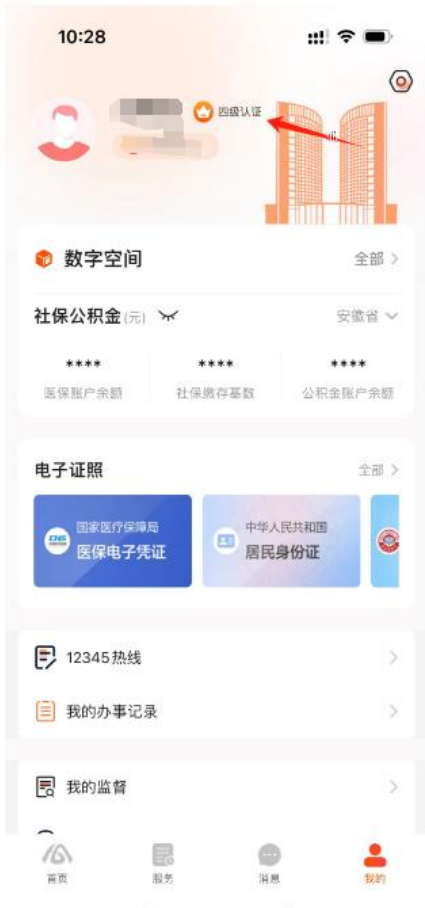 10:28
四级认证
数字空间
全部
社保公积金(元)
安徽省
**** **** ****
医保账户余额 社保缴存基数 公积金账户余额
电子证照
全部
国家医疗保障局
医保电子凭证
中华人民共和国
居民身份证
12345热线
我的办事记录
我的监督
首页 服务 消息 我的